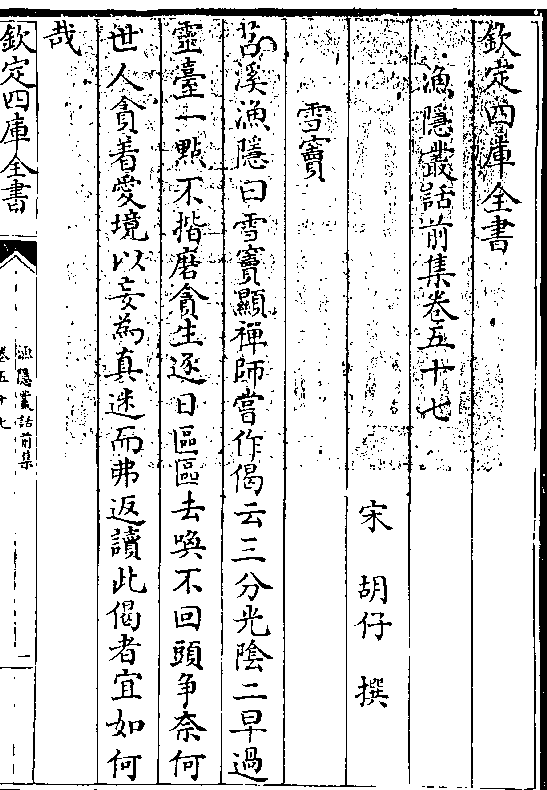 欽定四庫全書
漁隱叢話前集卷五十七
宋 胡仔 撰
雪竇
苕溪漁隱曰雪竇顯禪師嘗作偈云三分光陰二早過
靈臺一㸃不揩磨貪生逐日區區去喚不回頭争奈何
世人貪着愛境以妄為真迷而弗返讀此偈者宜如何
哉
欽定四庫全書
漁隱叢話前集
卷五十七
一